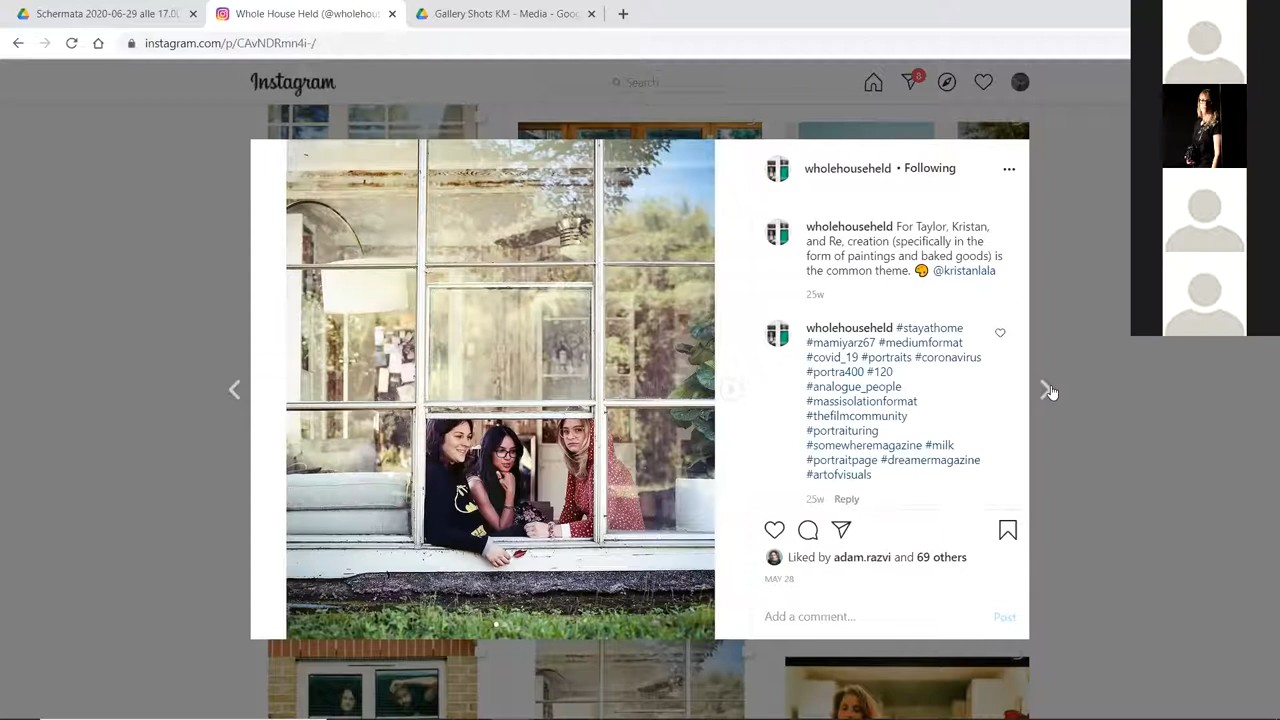 Schermata 2020-06-29 alle 17.0
Whole House Held (@wholehous
Gallery Shots KM - Media - Goo
instagram.com/p/CAvNDRmn4i-/
Instagram
Search
8
wholehouseheld • Following
wholehouseheld For Taylor, Kristan,
and Re, creation (specifically in the
form of paintings and baked goods) is
the common theme. @kristanlala
25w
wholehouseheld #stayathome
#mamiyarz67 #mediumformat
#covid_19 #portraits #coronavirus
#portra400 #120
#analogue_people
#massisolationformat
#thefilmcommunity
#portraituring
#somewheremagazine #milk
#portraitpage #dreamermagazine
#artofvisuals
25w Reply
Liked by adam.razvi and 69 others
MAY 28
Add a comment...
Post